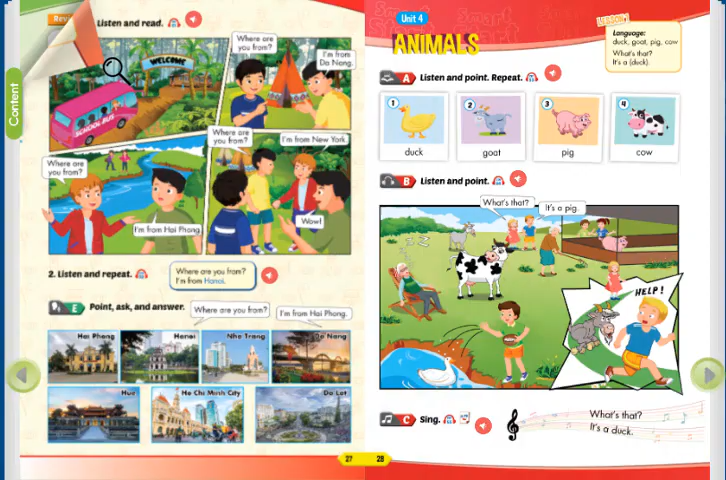 Content
Listen and read.
WELCOME
SCHOOL BUS
Where are
you from?
I'm from
Da Nang.
Where are
you from?
I'm from Hai Phong.
Where are
you from?
I'm from New York.
Wow!
2. Listen and repeat.
Where are you from?
I'm from Hanoi.
E Point, ask, and answer.
Where are you from?
I'm from Hai Phong.
Hai Phong
Hanoi
Nha Trang
Da Nang
Hue
Ho Chi Minh City
Da Lat
27
Unit 4
ANIMALS
LESSON 1
Language:
duck, goat, pig, cow
What's that?
It's a (duck).
A Listen and point. Repeat.
1
2
3
4
duck
goat
pig
cow
B Listen and point.
What's that?
It's a pig.
HELP!
C Sing.
What's that?
It's a duck.
28